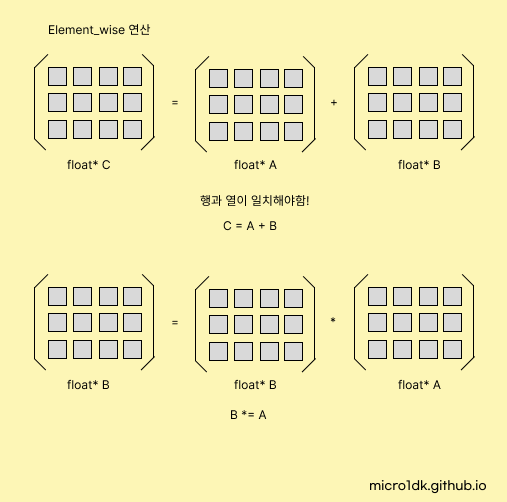 Element_wise 연산
=
+
float* C
float* A
float* B
행과 열이 일치해야함!
C = A + B
=
*
float* B
float* B
float* A
B *= A
micro1dk.github.io